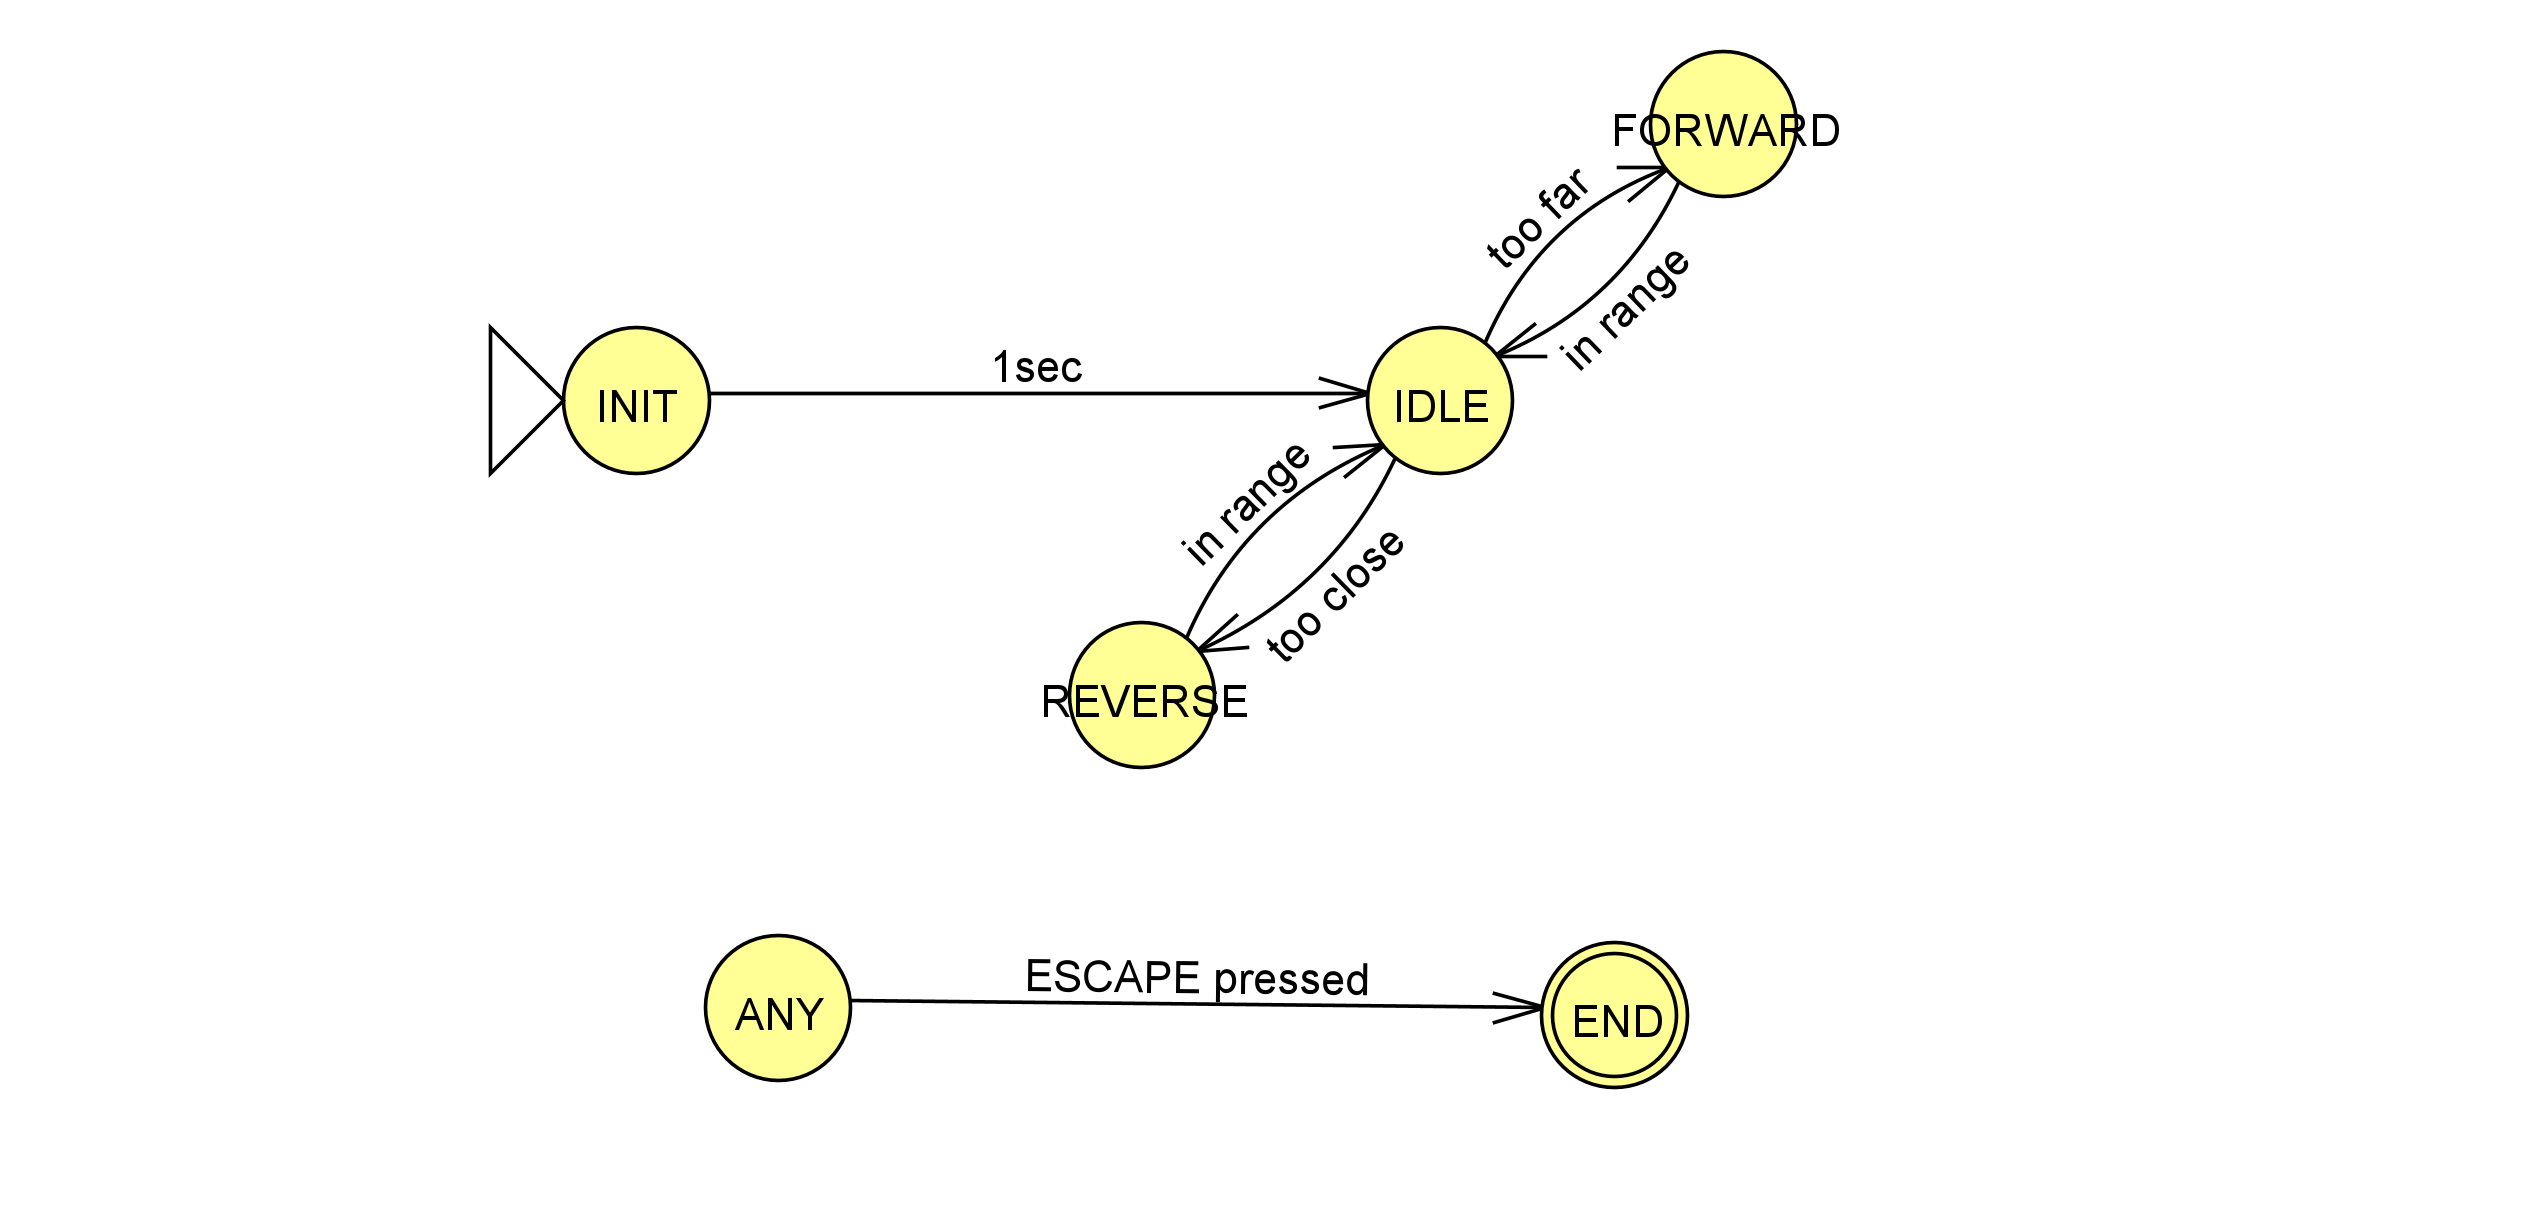 FORWARD
too far
in range
1sec
INIT
IDLE
in range
too close
REVERSE
ESCAPE pressed
ANY
END